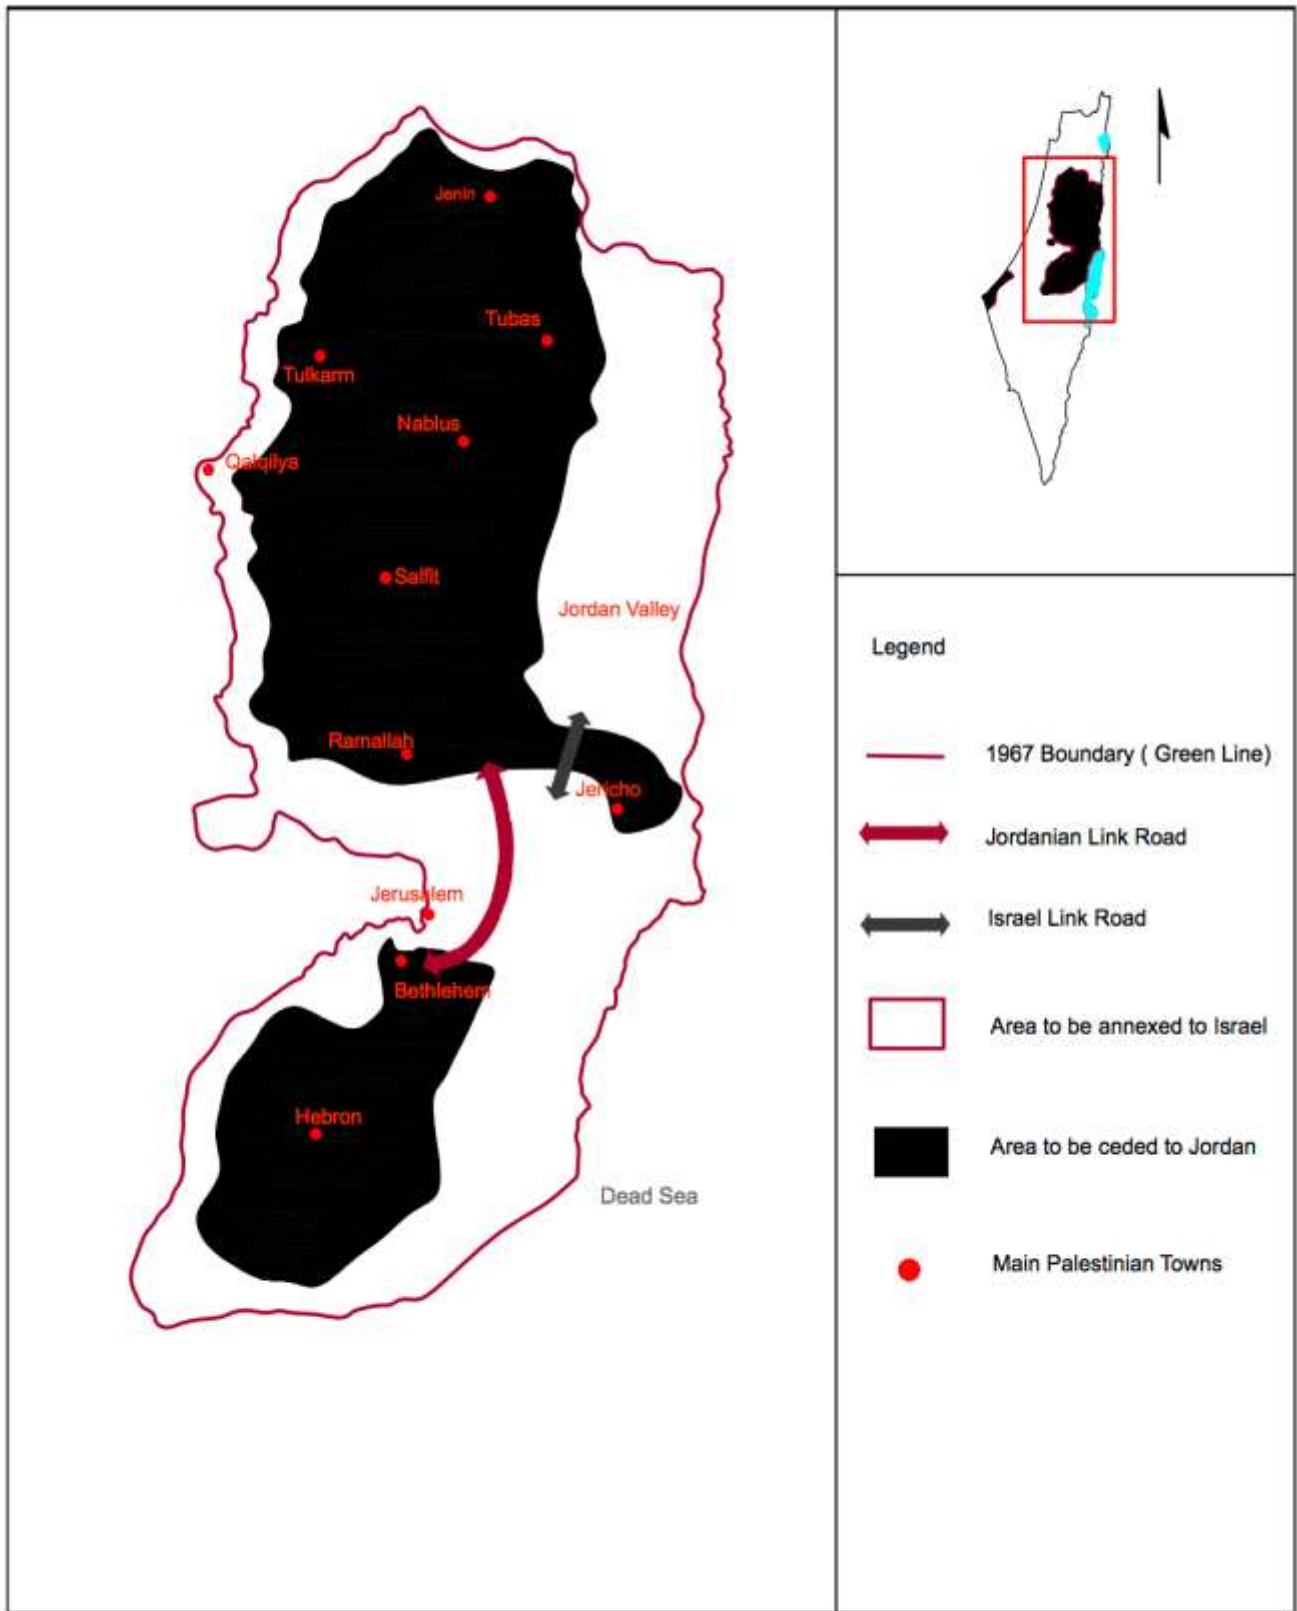 Jenin
Tubas
Tulkarm
Nablus
Qalqilya
Salfit
Jordan Valley
Ramallah
Jericho
Jerusalem
Bethlehem
Hebron
Dead Sea
Legend
1967 Boundary ( Green Line)
Jordanian Link Road
Israel Link Road
Area to be annexed to Israel
Area to be ceded to Jordan
Main Palestinian Towns